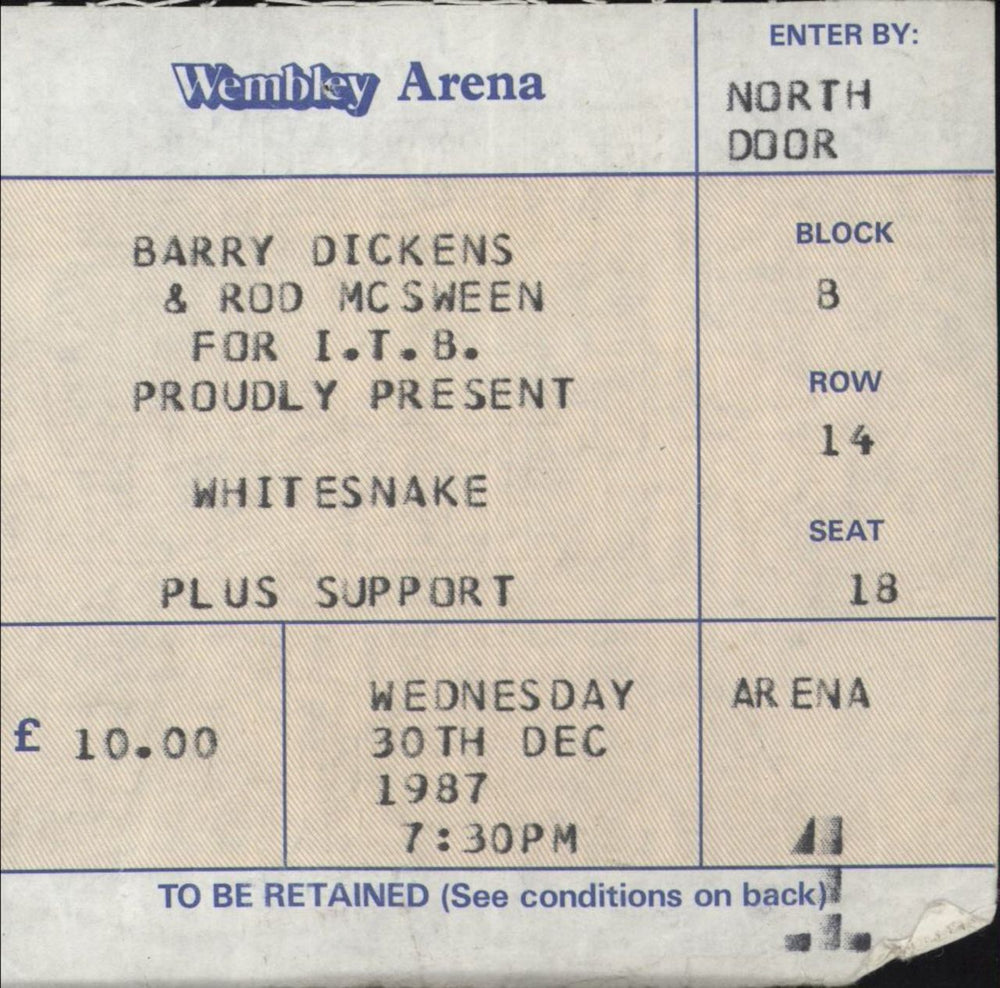 Wembley Arena
ENTER BY:
NORTH
DOOR
BARRY DICKENS
& ROD MCSWEEN
FOR I.T.B.
PROUDLY PRESENT
WHITESNAKE
PLUS SUPPORT
BLOCK
B
ROW
14
SEAT
18
£ 10.00
WEDNESDAY
30TH DEC
1987
7:30PM
ARENA
TO BE RETAINED (See conditions on back)